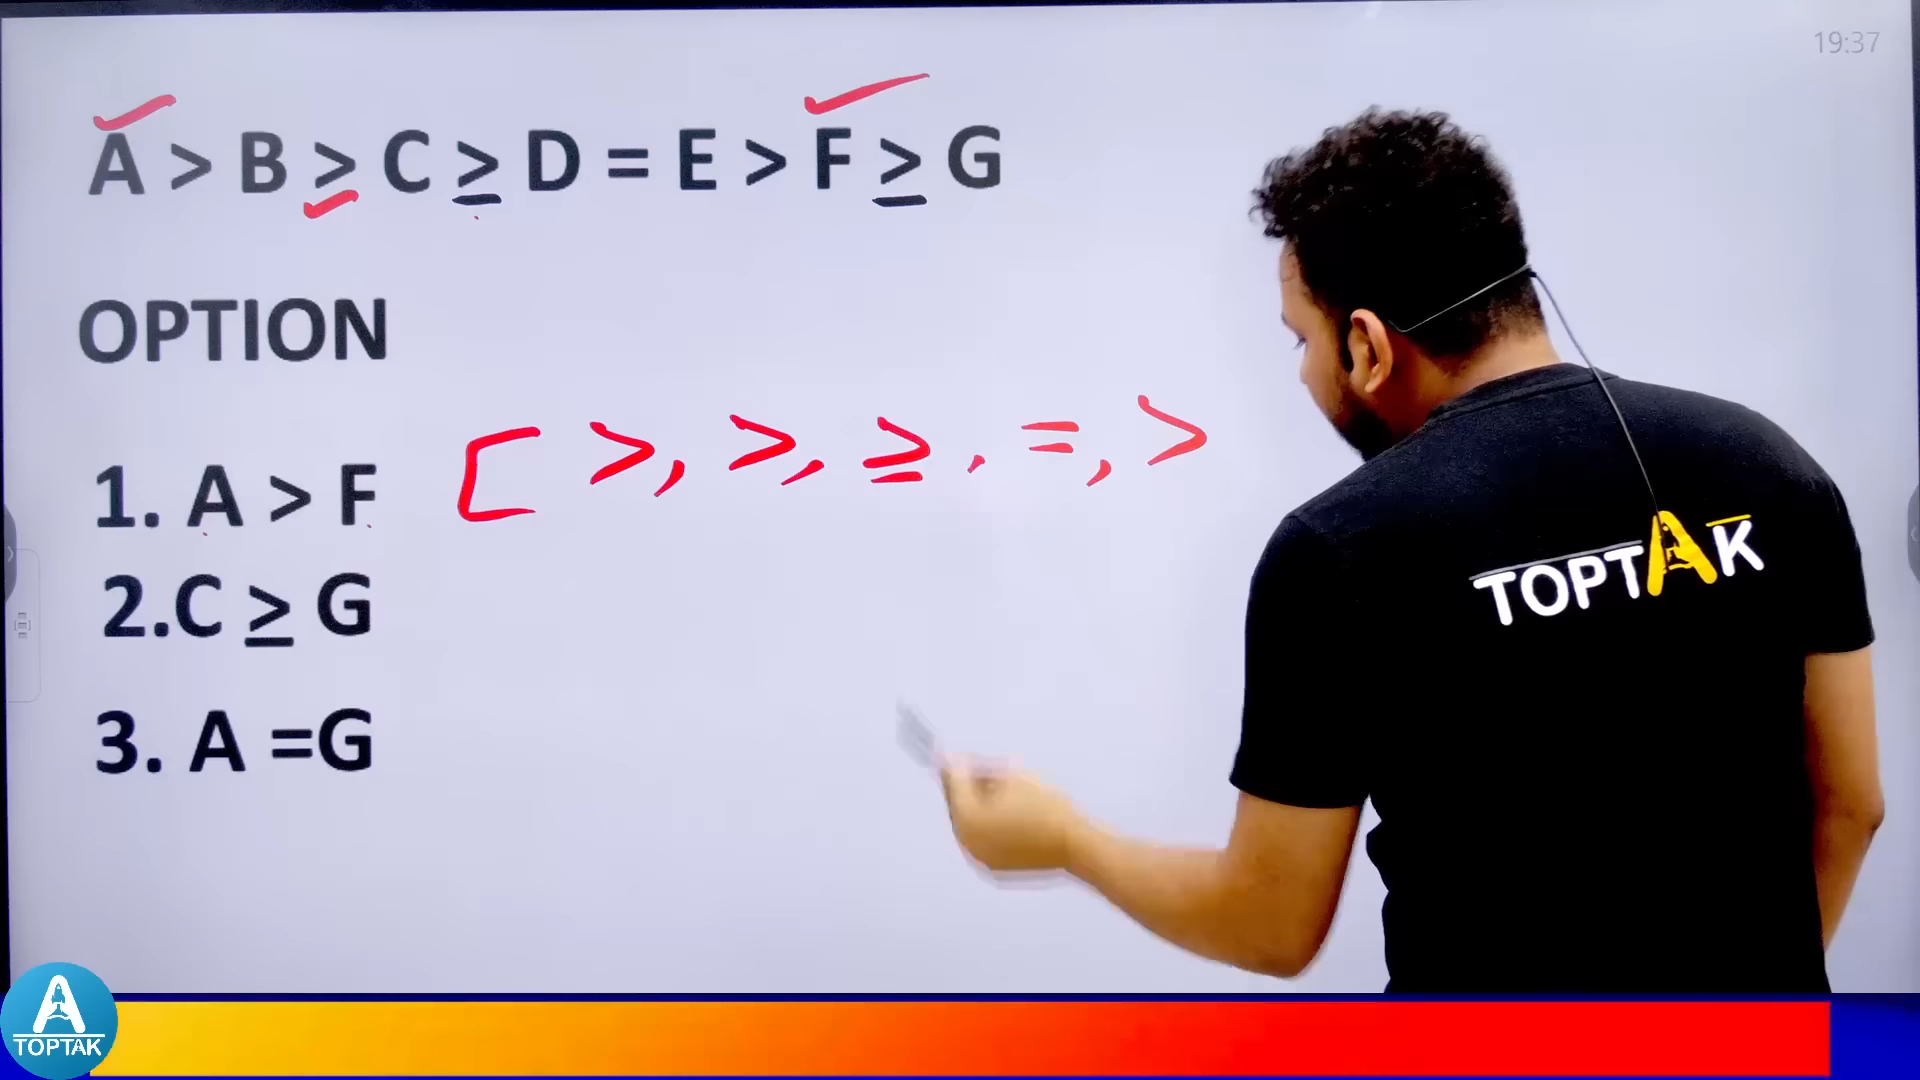 19:37
A > B ≥ C ≥ D = E > F ≥ G
OPTION
[ >, >, ≥, =, >
1. A > F
2.C ≥ G
3. A =G
TOPTAK
TOPTAK